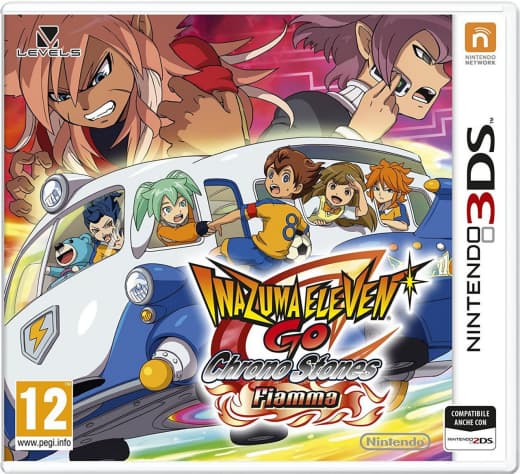 LEVEL5
NINTENDO
NETWORK
NINTENDO 3DS™
8
INAZUMA ELEVEN
GO
Chrono Stones
Fiamma
12
www.pegi.info
Nintendo
COMPATIBILE
ANCHE CON
NINTENDO 2DS